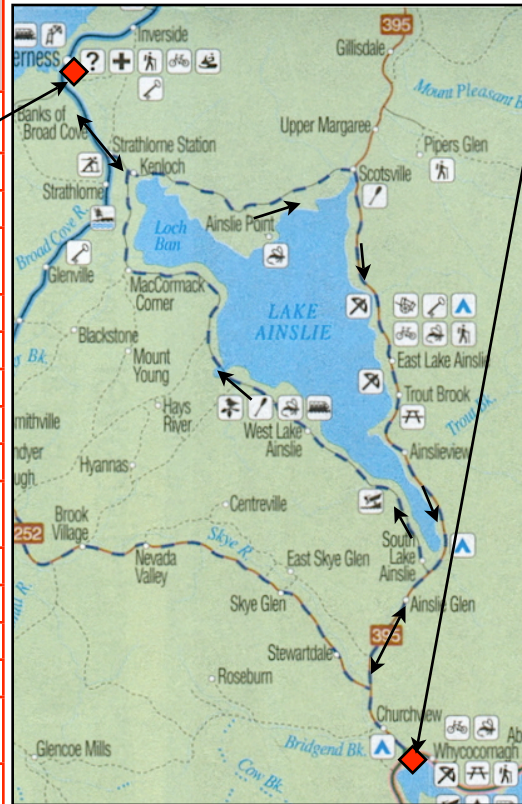 395
Inverside
Gillisdale
erness
?
Mount Pleasant B
Banks of
Broad Cove
Upper Margaree
Pipers Glen
Strathlorne Station
Kenloch
Scotsville
Strathlorne
Ainslie Point
Loch
Ban
Broad Cove R.
Glenville
MacCormack
Corner
LAKE
AINSLIE
Blackstone
Mount
Young
East Lake Ainslie
Trout Brook
Trout Bk.
mithville
Hays
River
West Lake
Ainslie
ndyer
ugh.
Hyannas
Ainslieview
Centreville
Brook
Village
252
Nevada
Valley
Skye R.
East Skye Glen
South
Lake
Ainslie
Skye Glen
Ainslie Glen
395
Stewartdale
Roseburn
Churchview
Bridgend Bk.
Ab
Whycocomagh
Glencoe Mills
Cow Bk.